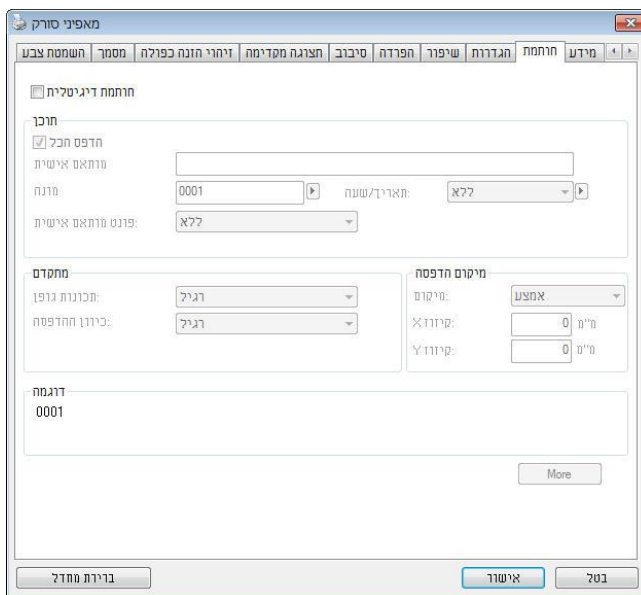 מאפיני סורק
השמטת צבע מסמך זיהוי הזנה כפולה תצוגה מקדימה סיבוב הפרדה שיפור הגדרות חותמת מידע
חותמת דיגיטלית
תוכן
הדפס הכל
מותאם אישית
מונה 0001 תאריך/שעה: ללא
פונט מותאם אישית: ללא
מתקדם
תכונות גופן: רגיל
כיוון ההדפסה: רגיל
מיקום הדפסה
מיקום: אמצע
קיזוז X: 0 מ"מ
קיזוז Y: 0 מ"מ
דוגמה
0001
More
ברירת מחדל אישור בטל